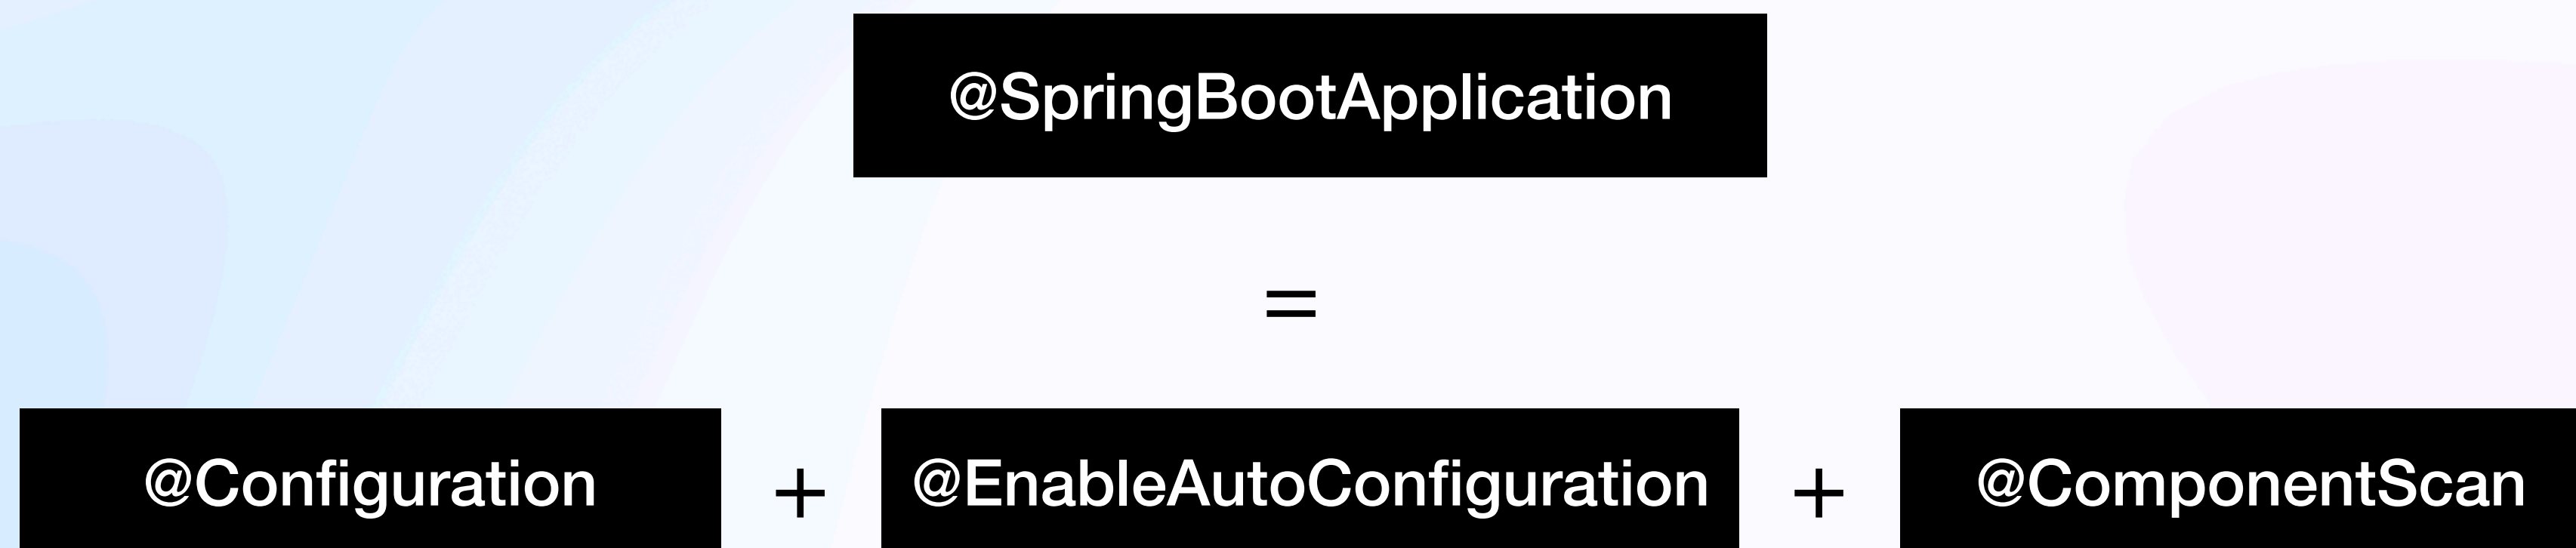 @SpringBootApplication
=
@Configuration + @EnableAutoConfiguration + @ComponentScan